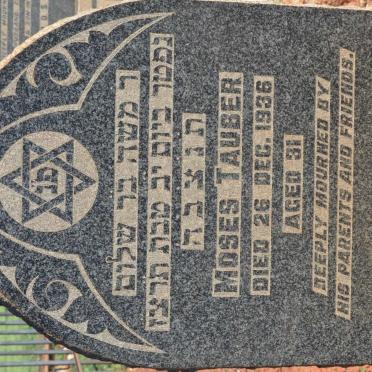 פנ
ר משה בר שלום
נפטר ביום יב טבת תרצז
ת נ צ ב ה
MOSES TAUBER
DIED 26 DEC. 1936
AGED 31
DEEPLY MOURNED BY
HIS PARENTS AND FRIENDS.